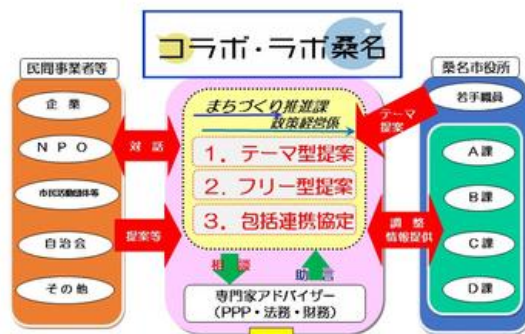 コラボ・ラボ桑名
民間事業者等
企業
NPO
市民活動団体等
自治会
その他
対話
提案等
まちづくり推進課
政策経営係
1. テーマ型提案
2. フリー型提案
3. 包括連携協定
相談
助言
専門家アドバイザー
(PPP・法務・財務)
桑名市役所
若手職員
テーマ
提案
A課
B課
C課
D課
調整
情報提供